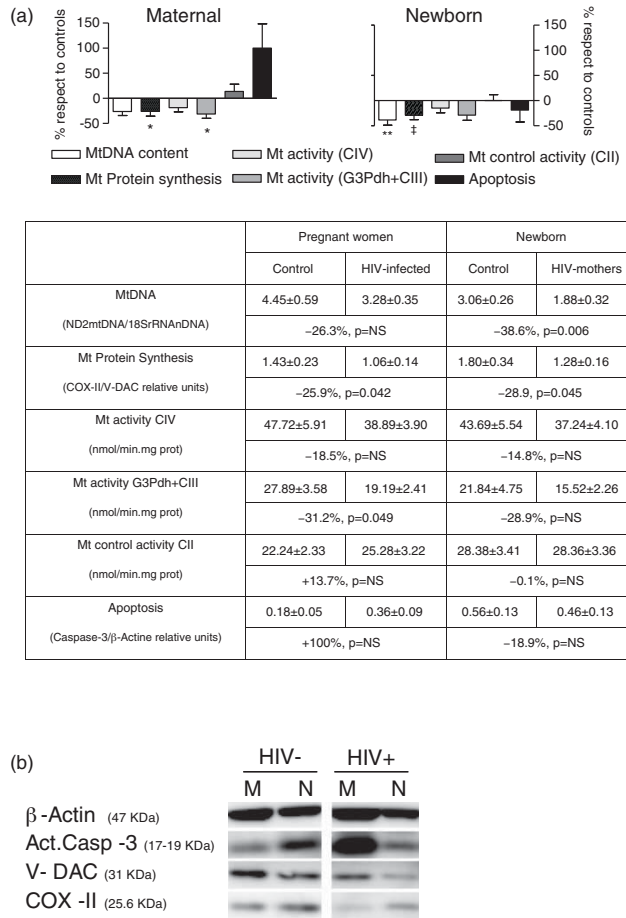 (a)
Maternal
Newborn
% respect to controls
150
100
50
0
-50
*
*
150
100
50
0
-50
% respect to controls
**
‡
MtDNA content
Mt activity (CIV)
Mt control activity (CII)
Mt Protein synthesis
Mt activity (G3Pdh+CIII)
Apoptosis
Pregnant women
Newborn
Control
HIV-infected
Control
HIV-mothers
MtDNA
(ND2mtDNA/18SrRNAnDNA)
4.45±0.59
3.28±0.35
3.06±0.26
1.88±0.32
−26.3%, p=NS
−38.6%, p=0.006
Mt Protein Synthesis
(COX-II/V-DAC relative units)
1.43±0.23
1.06±0.14
1.80±0.34
1.28±0.16
−25.9%, p=0.042
−28.9, p=0.045
Mt activity CIV
(nmol/min.mg prot)
47.72±5.91
38.89±3.90
43.69±5.54
37.24±4.10
−18.5%, p=NS
−14.8%, p=NS
Mt activity G3Pdh+CIII
(nmol/min.mg prot)
27.89±3.58
19.19±2.41
21.84±4.75
15.52±2.26
−31.2%, p=0.049
−28.9%, p=NS
Mt control activity CII
(nmol/min.mg prot)
22.24±2.33
25.28±3.22
28.38±3.41
28.36±3.36
+13.7%, p=NS
−0.1%, p=NS
Apoptosis
(Caspase-3/β-Actine relative units)
0.18±0.05
0.36±0.09
0.56±0.13
0.46±0.13
+100%, p=NS
−18.9%, p=NS
(b)
HIV-
HIV+
M
N
M
N
β-Actin (47 KDa)
Act.Casp -3 (17-19 KDa)
V- DAC (31 KDa)
COX -II (25.6 KDa)